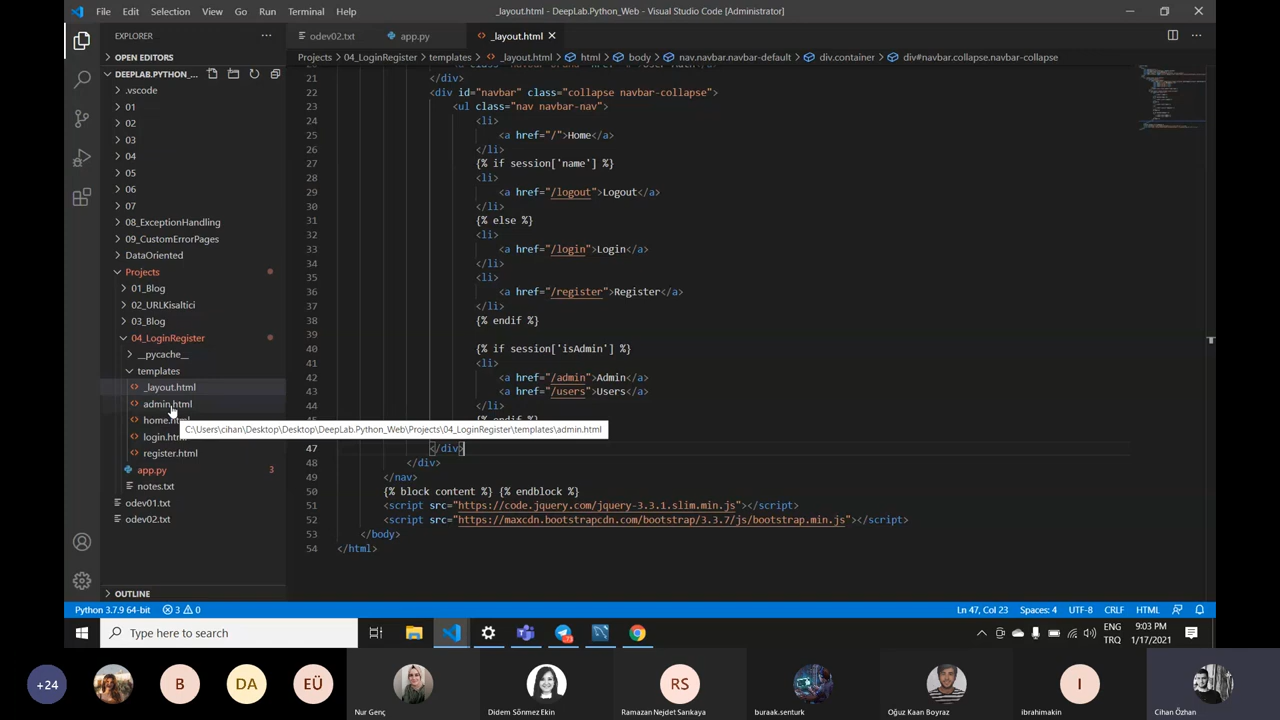 File Edit Selection View Go Run Terminal Help
_layout.html - DeepLab.Python_Web - Visual Studio Code [Administrator]
EXPLORER
odev02.txt
app.py
_layout.html
OPEN EDITORS
Projects > 04_LoginRegister > templates > _layout.html > html > body > nav.navbar.navbar-default > div.container > div#navbar.collapse.navbar-collapse
DEEPLAB.PYTHON_...
.vscode
01
02
03
04
05
06
07
08_ExceptionHandling
09_CustomErrorPages
DataOriented
Projects
01_Blog
02_URLKisaltici
03_Blog
04_LoginRegister
__pycache__
templates
_layout.html
admin.html
home.html
login.html
register.html
app.py 3
notes.txt
odev01.txt
odev02.txt
OUTLINE
21 </div>
22 <div id="navbar" class="collapse navbar-collapse">
23 <ul class="nav navbar-nav">
24 <li>
25 <a href="/">Home</a>
26 </li>
27 {% if session['name'] %}
28 <li>
29 <a href="/logout">Logout</a>
30 </li>
31 {% else %}
32 <li>
33 <a href="/login">Login</a>
34 </li>
35 <li>
36 <a href="/register">Register</a>
37 </li>
38 {% endif %}
39
40 {% if session['isAdmin'] %}
41 <li>
42 <a href="/admin">Admin</a>
43 <a href="/users">Users</a>
44 </li>
45 {% endif %}
C:\Users\cihan\Desktop\Desktop\DeepLab.Python_Web\Projects\04_LoginRegister\templates\admin.html
47 </div>
48 </div>
49 </nav>
50 {% block content %} {% endblock %}
51 <script src="https://code.jquery.com/jquery-3.3.1.slim.min.js"></script>
52 <script src="https://maxcdn.bootstrapcdn.com/bootstrap/3.3.7/js/bootstrap.min.js"></script>
53 </body>
54 </html>
Python 3.7.9 64-bit 3 0
Ln 47, Col 23 Spaces: 4 UTF-8 CRLF HTML
Type here to search
ENG
TRQ
9:03 PM
1/17/2021
+24
B
DA
EÜ
RS
I
Nur Genç
Didem Sönmez Ekin
Ramazan Nejdet Sarıkaya
buraak.senturk
Oğuz Kaan Boyraz
ibrahimakin
Cihan Özhan